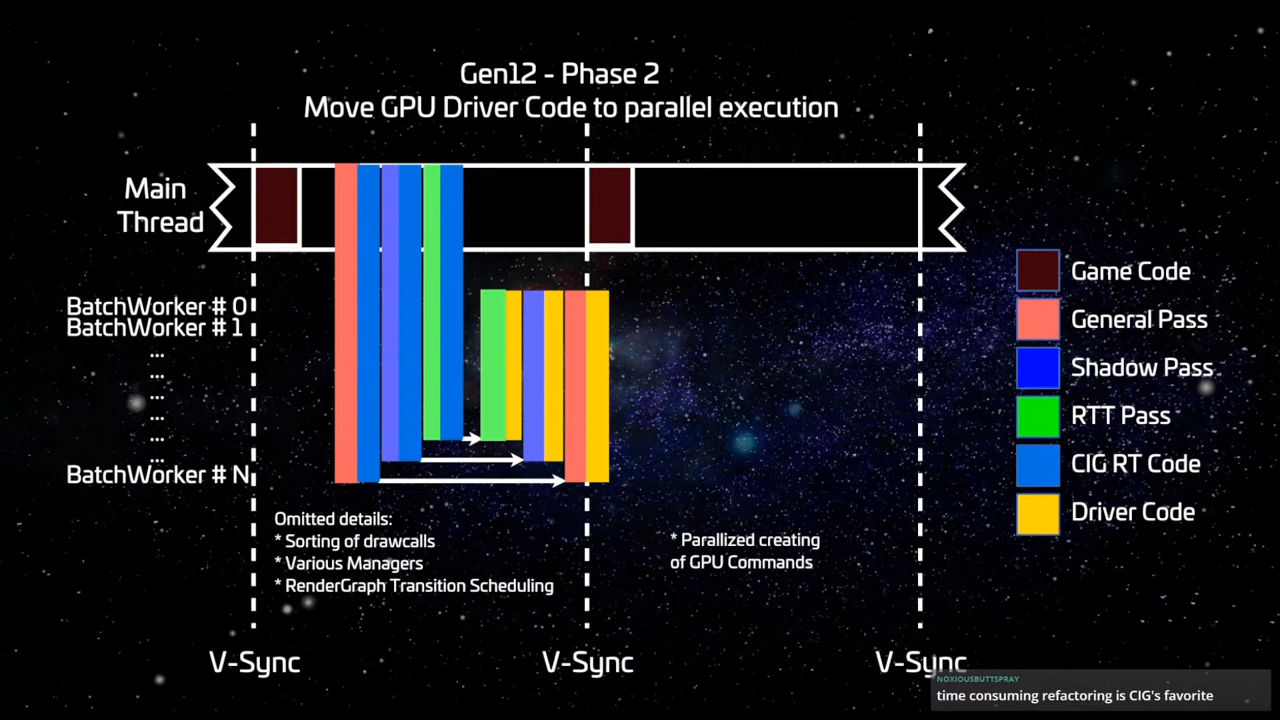 Gen12 - Phase 2
Move GPU Driver Code to parallel execution
Main
Thread
BatchWorker # 0
BatchWorker # 1
...
...
...
...
...
...
BatchWorker # N
Game Code
General Pass
Shadow Pass
RTT Pass
CIG RT Code
Driver Code
Omitted details:
* Sorting of drawcalls
* Various Managers
* RenderGraph Transition Scheduling
* Parallized creating
of GPU Commands
V-Sync
V-Sync
V-Sync
NOXIOUSBUTTSPRAY
time consuming refactoring is CIG's favorite